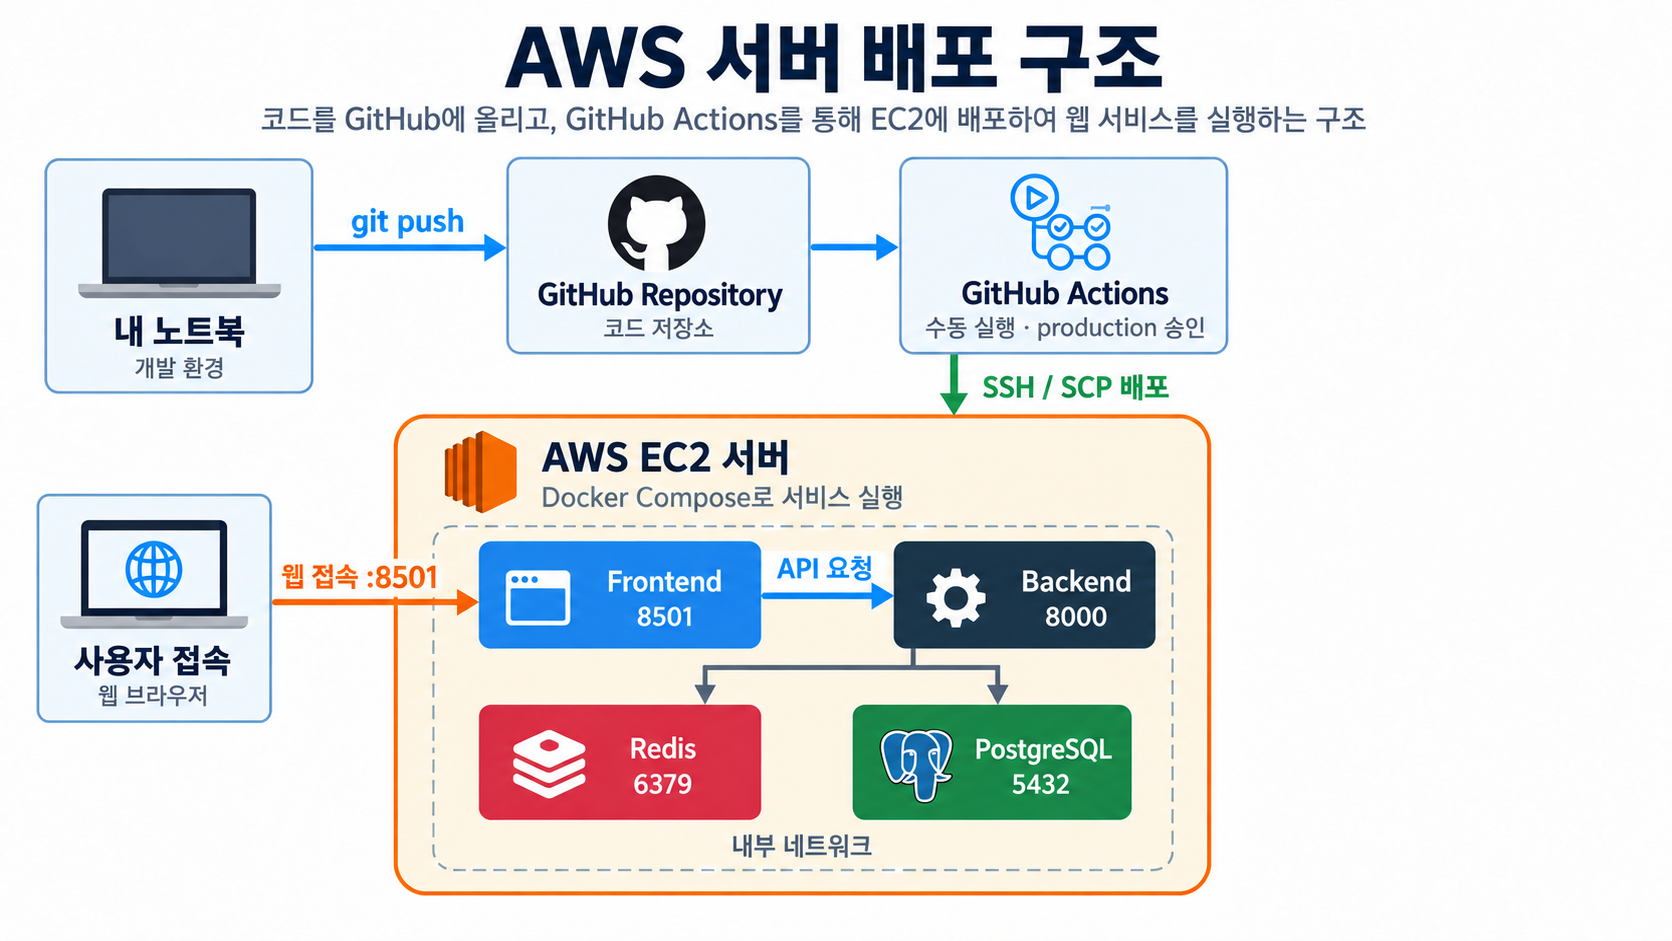 AWS 서버 배포 구조
코드를 GitHub에 올리고, GitHub Actions를 통해 EC2에 배포하여 웹 서비스를 실행하는 구조
git push
내 노트북
개발 환경
GitHub Repository
코드 저장소
GitHub Actions
수동 실행 · production 송인
SSH / SCP 배포
AWS EC2 서버
Docker Compose로 서비스 실행
웹 접속 :8501
사용자 접속
웹 브라우저
Frontend
8501
API 요청
Backend
8000
Redis
6379
PostgreSQL
5432
내부 네트워크